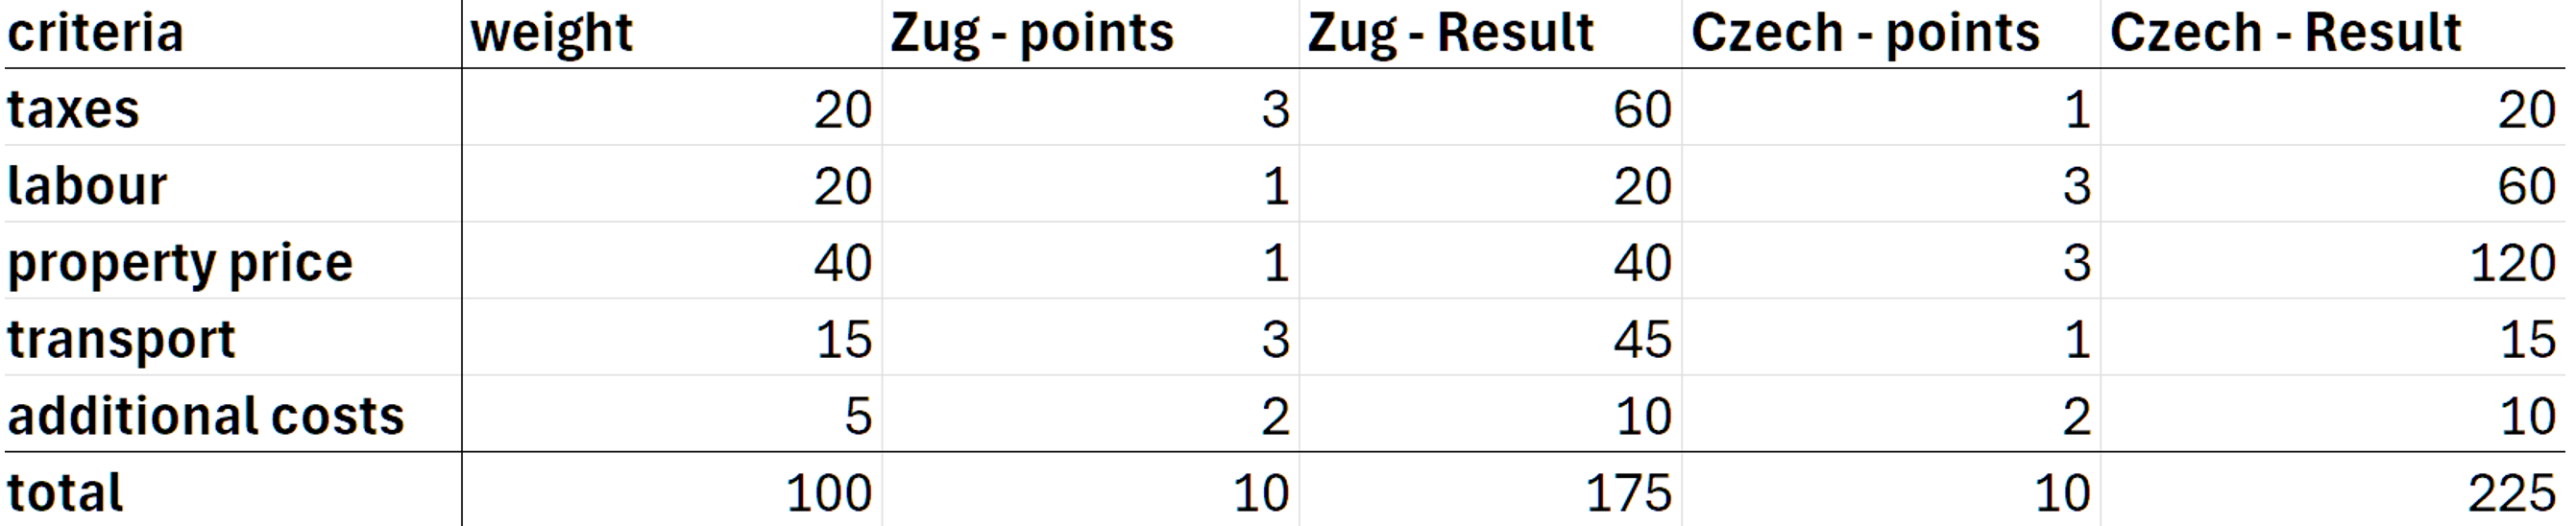 criteria weight Zug - points Zug - Result Czech - points Czech - Result
taxes 20 3 60 1 20
labour 20 1 20 3 60
property price 40 1 40 3 120
transport 15 3 45 1 15
additional costs 5 2 10 2 10
total 100 10 175 10 225